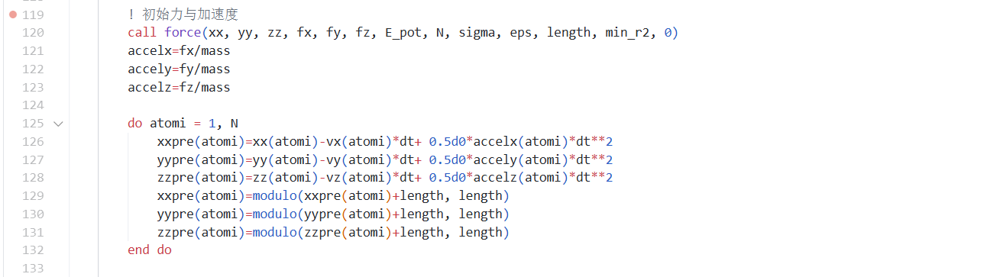 119 ! 初始力与加速度
120 call force(xx, yy, zz, fx, fy, fz, E_pot, N, sigma, eps, length, min_r2, 0)
121 accelx=fx/mass
122 accely=fy/mass
123 accelz=fz/mass
124
125 do atomi = 1, N
126 xxpre(atomi)=xx(atomi)-vx(atomi)*dt+ 0.5d0*accelx(atomi)*dt**2
127 yypre(atomi)=yy(atomi)-vy(atomi)*dt+ 0.5d0*accely(atomi)*dt**2
128 zzpre(atomi)=zz(atomi)-vz(atomi)*dt+ 0.5d0*accelz(atomi)*dt**2
129 xxpre(atomi)=modulo(xxpre(atomi)+length, length)
130 yypre(atomi)=modulo(yypre(atomi)+length, length)
131 zzpre(atomi)=modulo(zzpre(atomi)+length, length)
132 end do
133